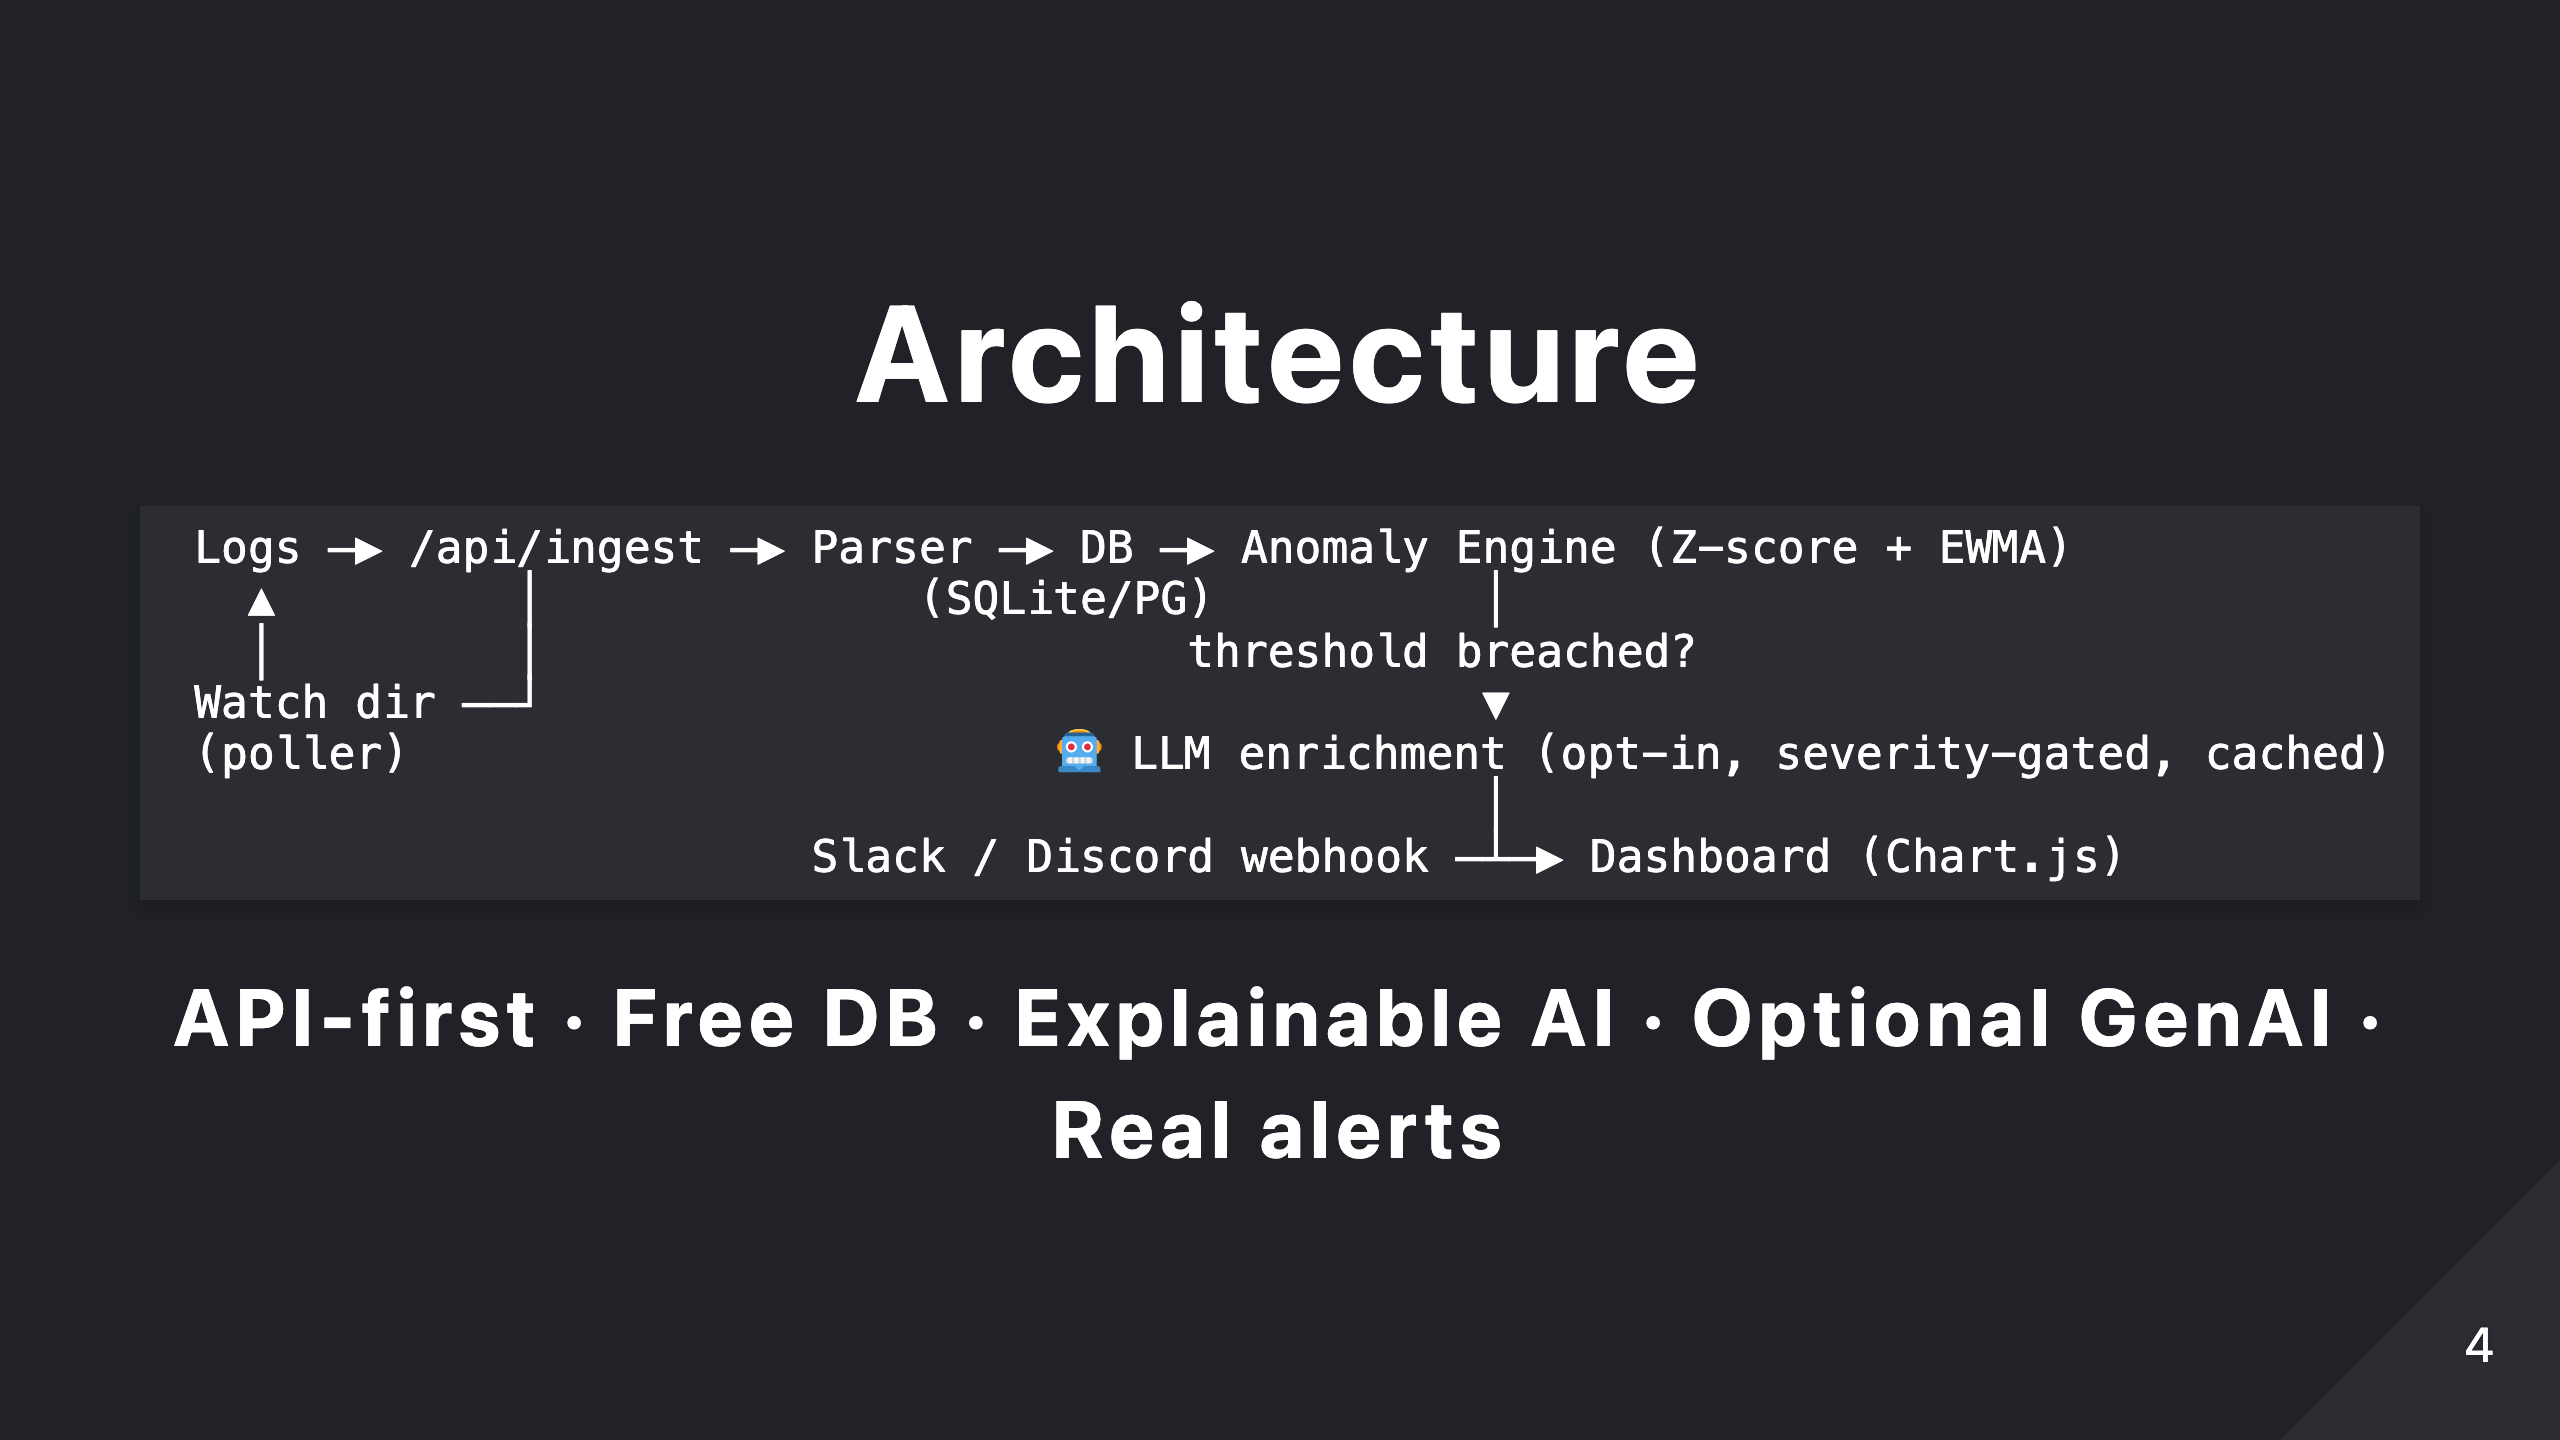 Architecture
Logs ─▶ /api/ingest ─▶ Parser ─▶ DB ─▶ Anomaly Engine (Z-score + EWMA)
(SQLite/PG)
threshold breached?
Watch dir
(poller)
🤖 LLM enrichment (opt-in, severity-gated, cached)
Slack / Discord webhook ─▶ Dashboard (Chart.js)
API-first · Free DB · Explainable AI · Optional GenAI ·
Real alerts
4